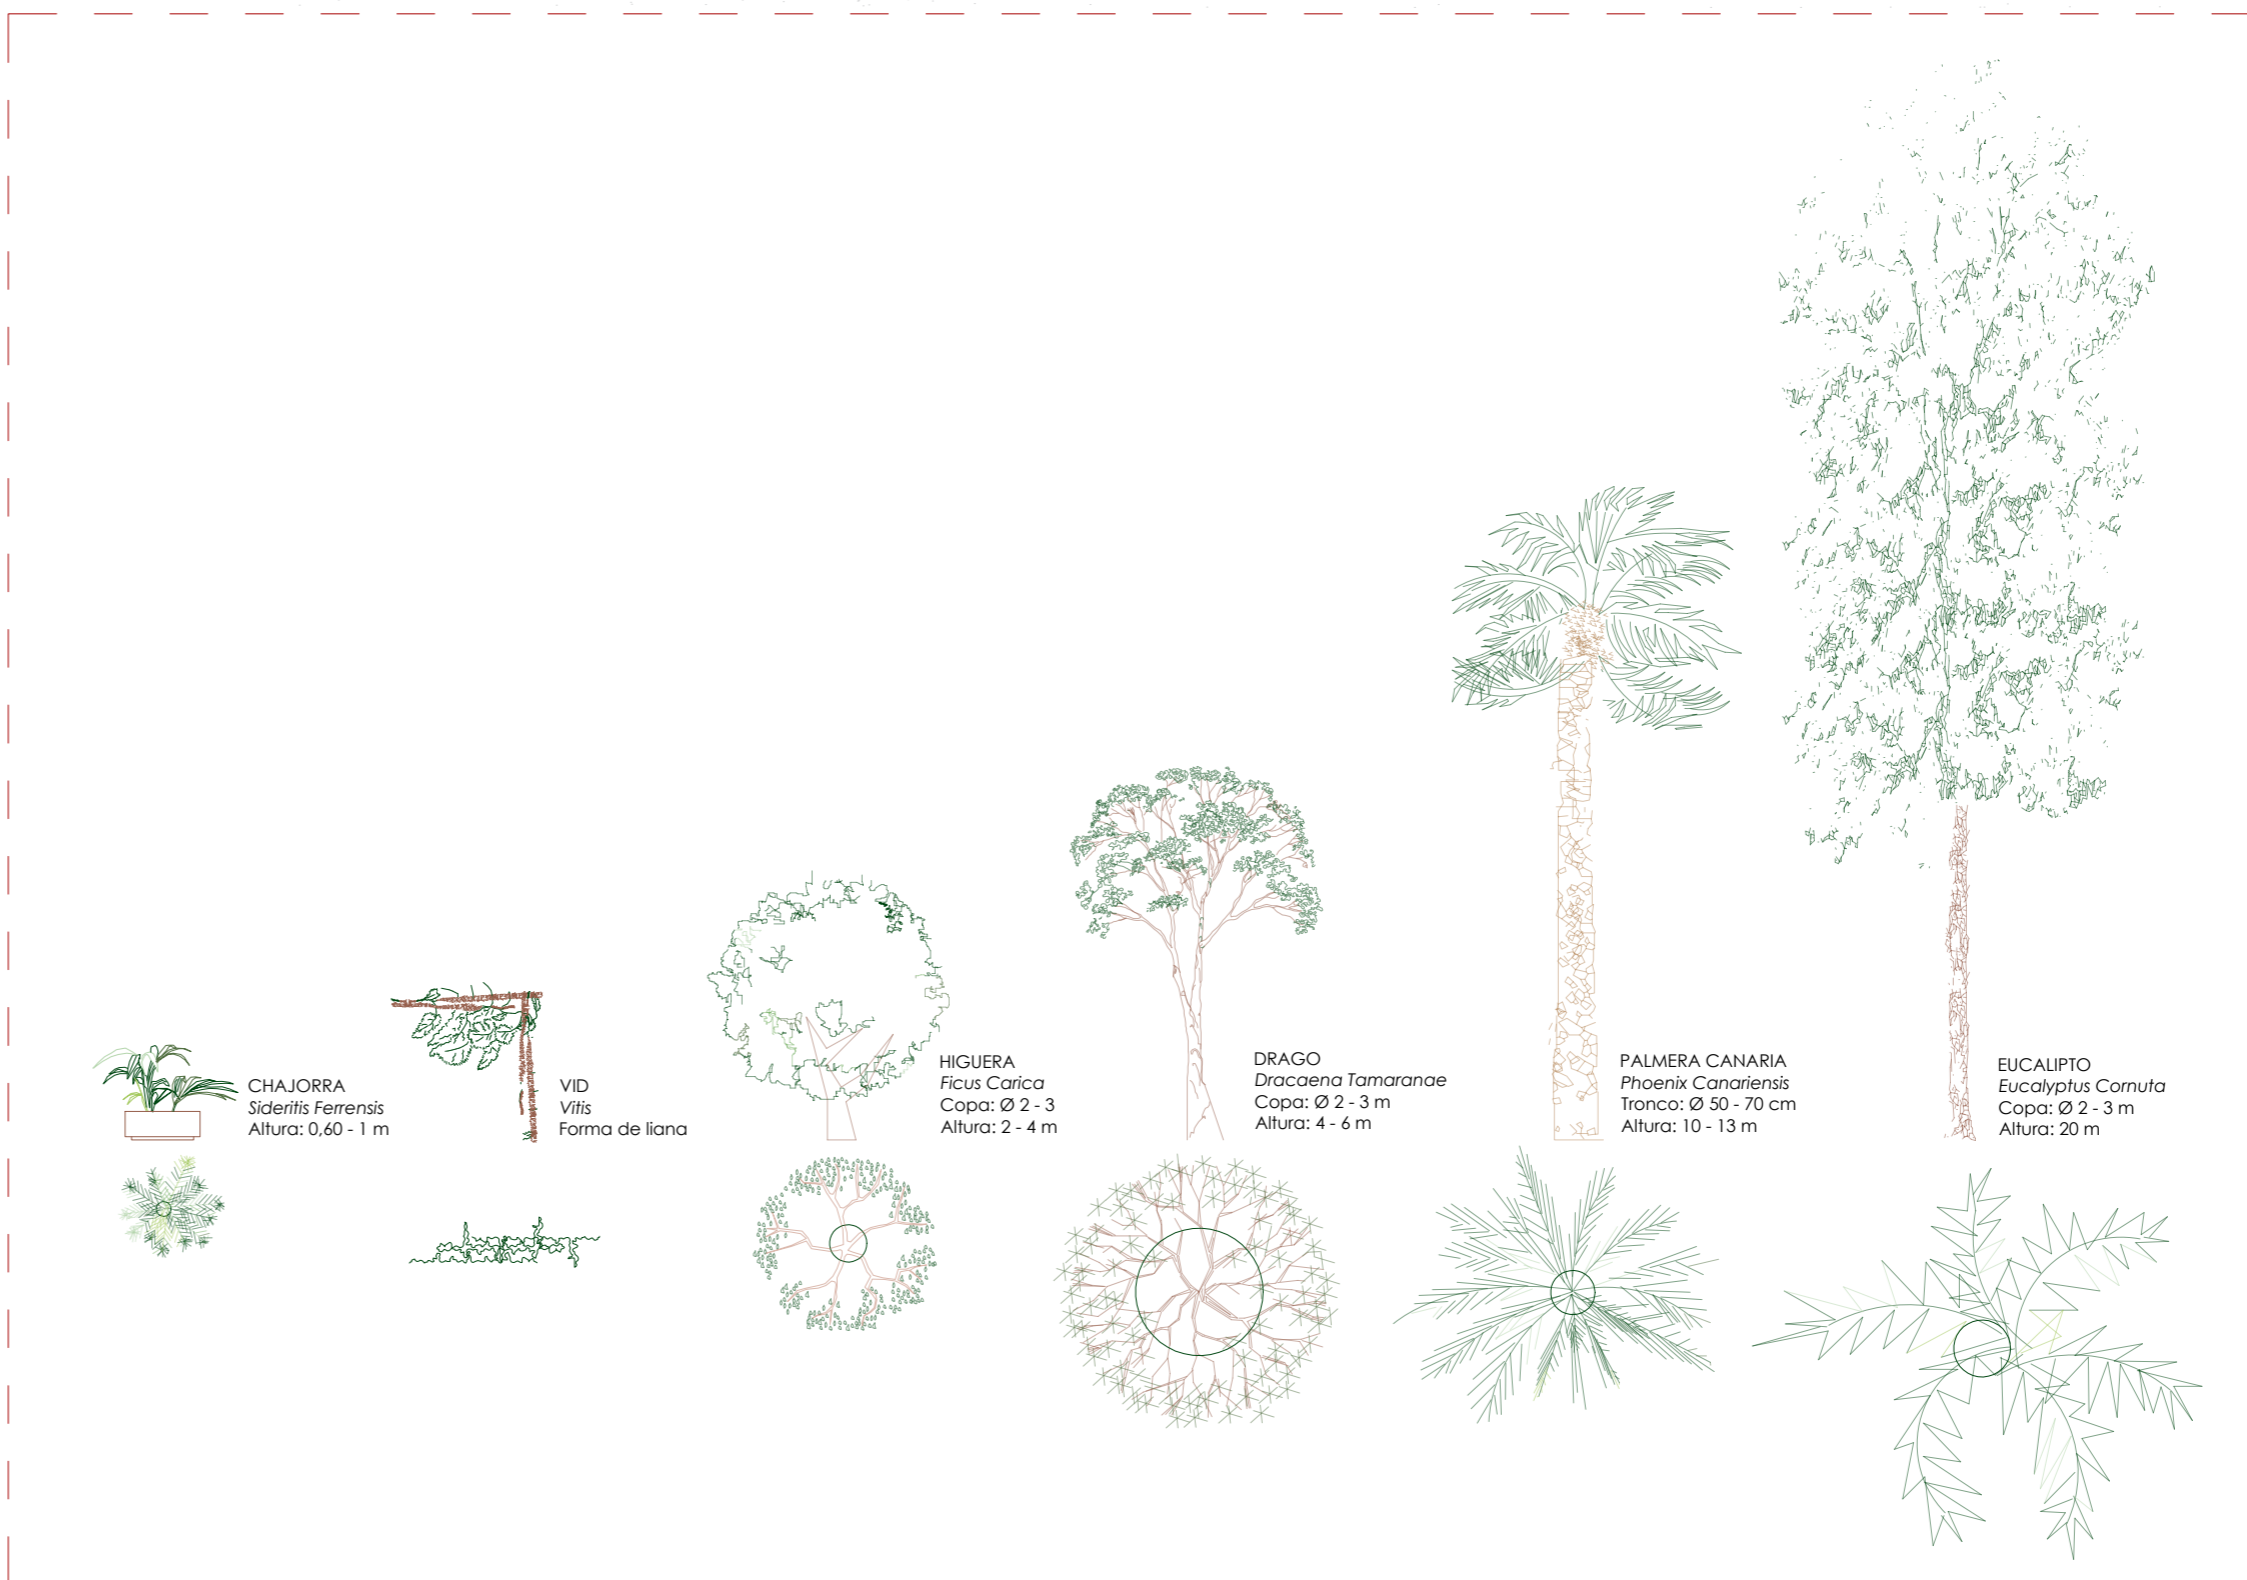 CHAJORRA
Sideritis Ferrensis
Altura: 0,60 - 1 m
VID
Vitis
Forma de liana
HIGUERA
Ficus Carica
Copa: Ø 2 - 3
Altura: 2 - 4 m
DRAGO
Dracaena Tamaranae
Copa: Ø 2 - 3 m
Altura: 4 - 6 m
PALMERA CANARIA
Phoenix Canariensis
Tronco: Ø 50 - 70 cm
Altura: 10 - 13 m
EUCALIPTO
Eucalyptus Cornuta
Copa: Ø 2 - 3 m
Altura: 20 m